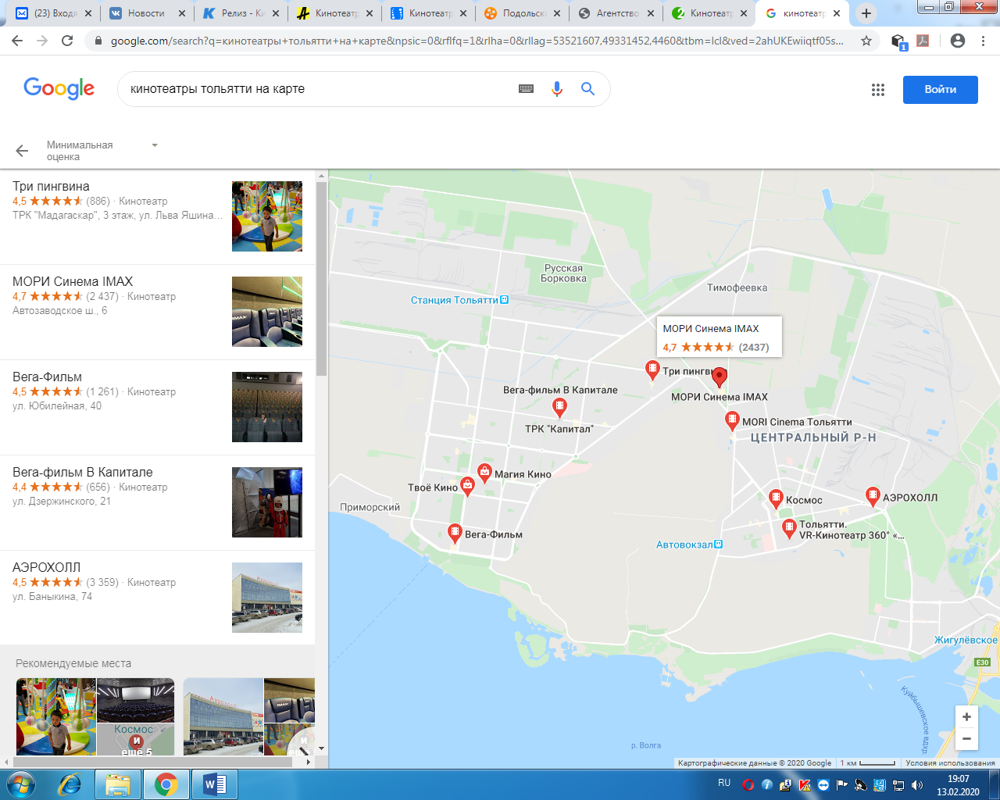 (23) Входя
Новости
Релиз - Ки
Кинотеатр
Кинотеатр
Подольска
Агентство
Кинотеатр
кинотеатр
google.com/search?q=кинотеатры+тольятти+на+карте&npsic=0&rflfq=1&rlha=0&rllag=53521607,49331452,4460&tbm=lcl&ved=2ahUKEwiiqtf05s...
1
Google
кинотеатры тольятти на карте
Войти
Минимальная
оценка
Три пингвина
4,5 (886) · Кинотеатр
ТРК "Мадагаскар", 3 этаж, ул. Льва Яшина...
МОРИ Синема IMAX
4,7 (2 437) · Кинотеатр
Автозаводское ш., 6
Вега-Фильм
4,5 (1 261) · Кинотеатр
ул. Юбилейная, 40
Вега-фильм В Капитале
4,4 (656) · Кинотеатр
ул. Дзержинского, 21
АЭРОХОЛЛ
4,5 (3 359) · Кинотеатр
ул. Баныкина, 74
Рекомендуемые места
Космос
ещё 5
Русская
Борковка
Станция Тольятти
Тимофеевка
МОРИ Синема IMAX
4,7 (2437)
Три пингвина
МОРИ Синема IMAX
Вега-фильм В Капитале
ТРК "Капитал"
MORI Cinema Тольятти
ЦЕНТРАЛЬНЫЙ Р-Н
Магия Кино
Твоё Кино
Космос
АЭРОХОЛЛ
Приморский
Тольятти.
VR-Кинотеатр 360° «...
Вега-Фильм
Автовокзал
Жигулёвское
E30
Куйбышевское вдхр.
р. Волга
Картографические данные © 2020 Google
1 км
Условия использования
RU
19:07
13.02.2020